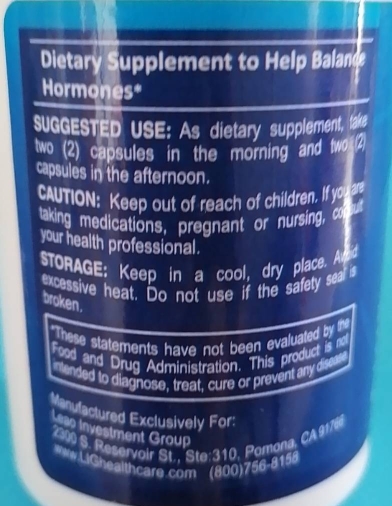 Dietary Supplement to Help Balance
Hormones*
SUGGESTED USE: As dietary supplement, take
two (2) capsules in the morning and two (2)
capsules in the afternoon.
CAUTION: Keep out of reach of children. If you are
taking medications, pregnant or nursing, consult
your health professional.
STORAGE: Keep in a cool, dry place. Avoid
excessive heat. Do not use if the safety seal is
broken.
*These statements have not been evaluated by the
Food and Drug Administration. This product is not
intended to diagnose, treat, cure or prevent any disease.
Manufactured Exclusively For:
Leao Investment Group
2300 S. Reservoir St., Ste:310, Pomona, CA 91766
www.LIGhealthcare.com (800)756-8158